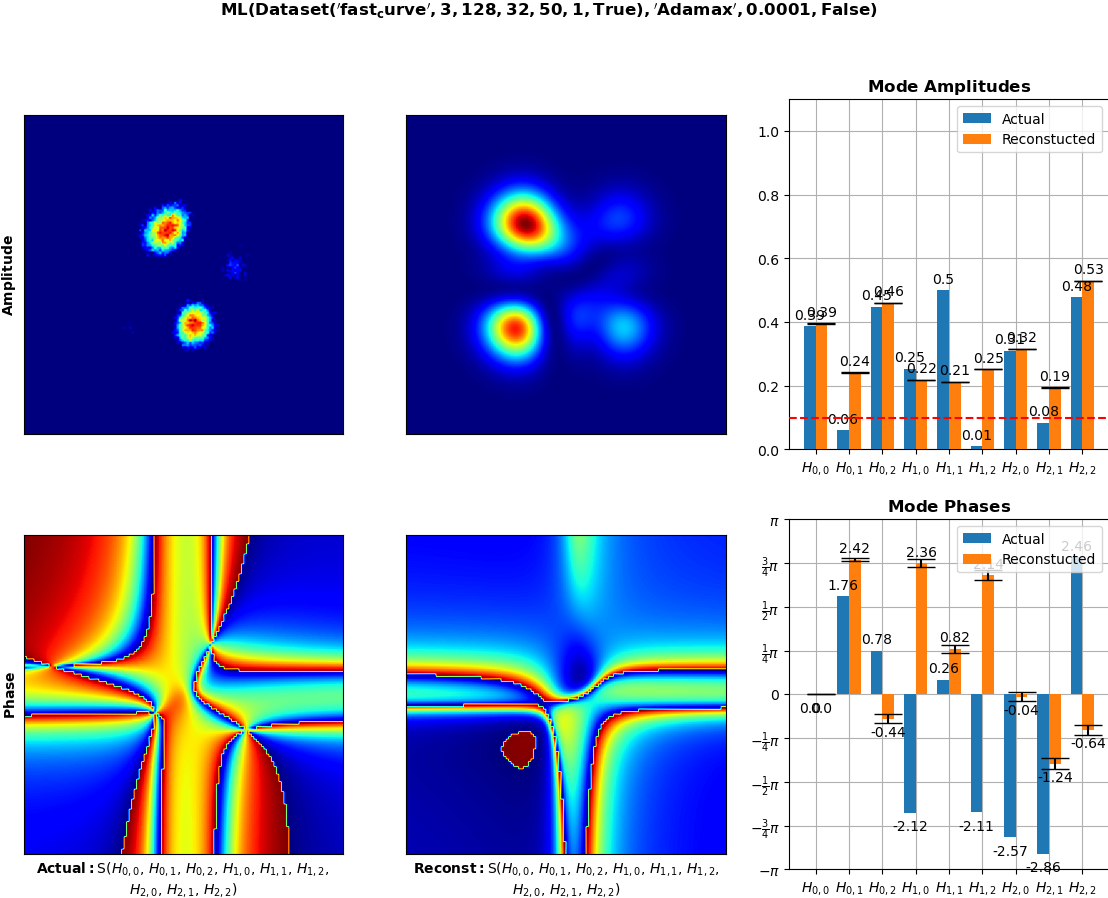 ML(Dataset('fast_curve', 3, 128, 32, 50, 1, True), 'Adamax', 0.0001, False)
Amplitude
Mode Amplitudes
Actual
Reconstucted
1.0
0.8
0.6
0.4
0.2
0.0
0.39 0.39
0.06 0.24
0.45 0.46
0.25 0.22
0.5 0.21
0.01 0.25
0.31 0.32
0.08 0.19
0.48 0.53
H0,0 H0,1 H0,2 H1,0 H1,1 H1,2 H2,0 H2,1 H2,2
Phase
Mode Phases
Actual
Reconstucted
π
3/4π
1/2π
1/4π
0
−1/4π
−1/2π
−3/4π
−π
0.0 0.0
1.76 2.42
0.78 -0.44
-2.12 2.36
0.26 0.82
-2.11
-2.57 -0.04
-2.86 -1.24
2.46 -0.64
H0,0 H0,1 H0,2 H1,0 H1,1 H1,2 H2,0 H2,1 H2,2
Actual: S(H0,0, H0,1, H0,2, H1,0, H1,1, H1,2,
H2,0, H2,1, H2,2)
Reconst: S(H0,0, H0,1, H0,2, H1,0, H1,1, H1,2,
H2,0, H2,1, H2,2)